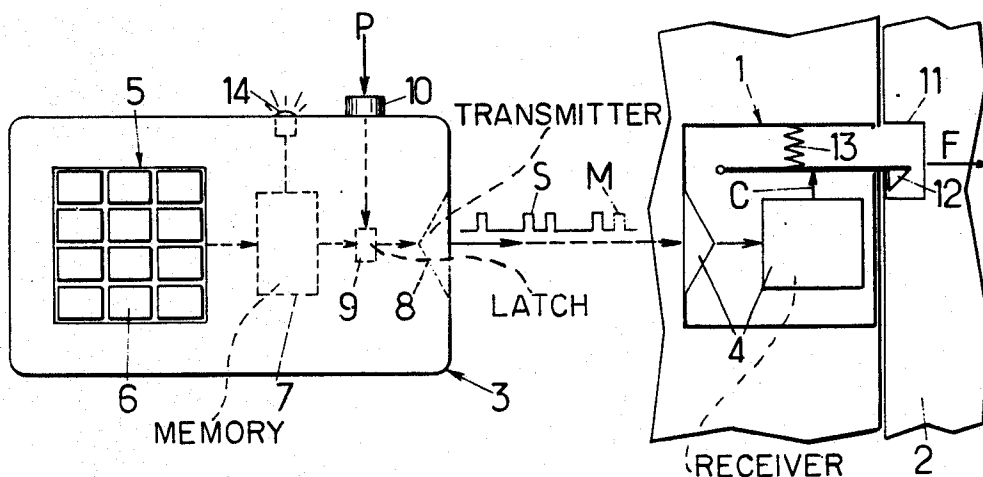 P
5
14
10
TRANSMITTER
1
11
F
13
S
M
C
12
9
8
LATCH
4
6
7
3
MEMORY
RECEIVER
2